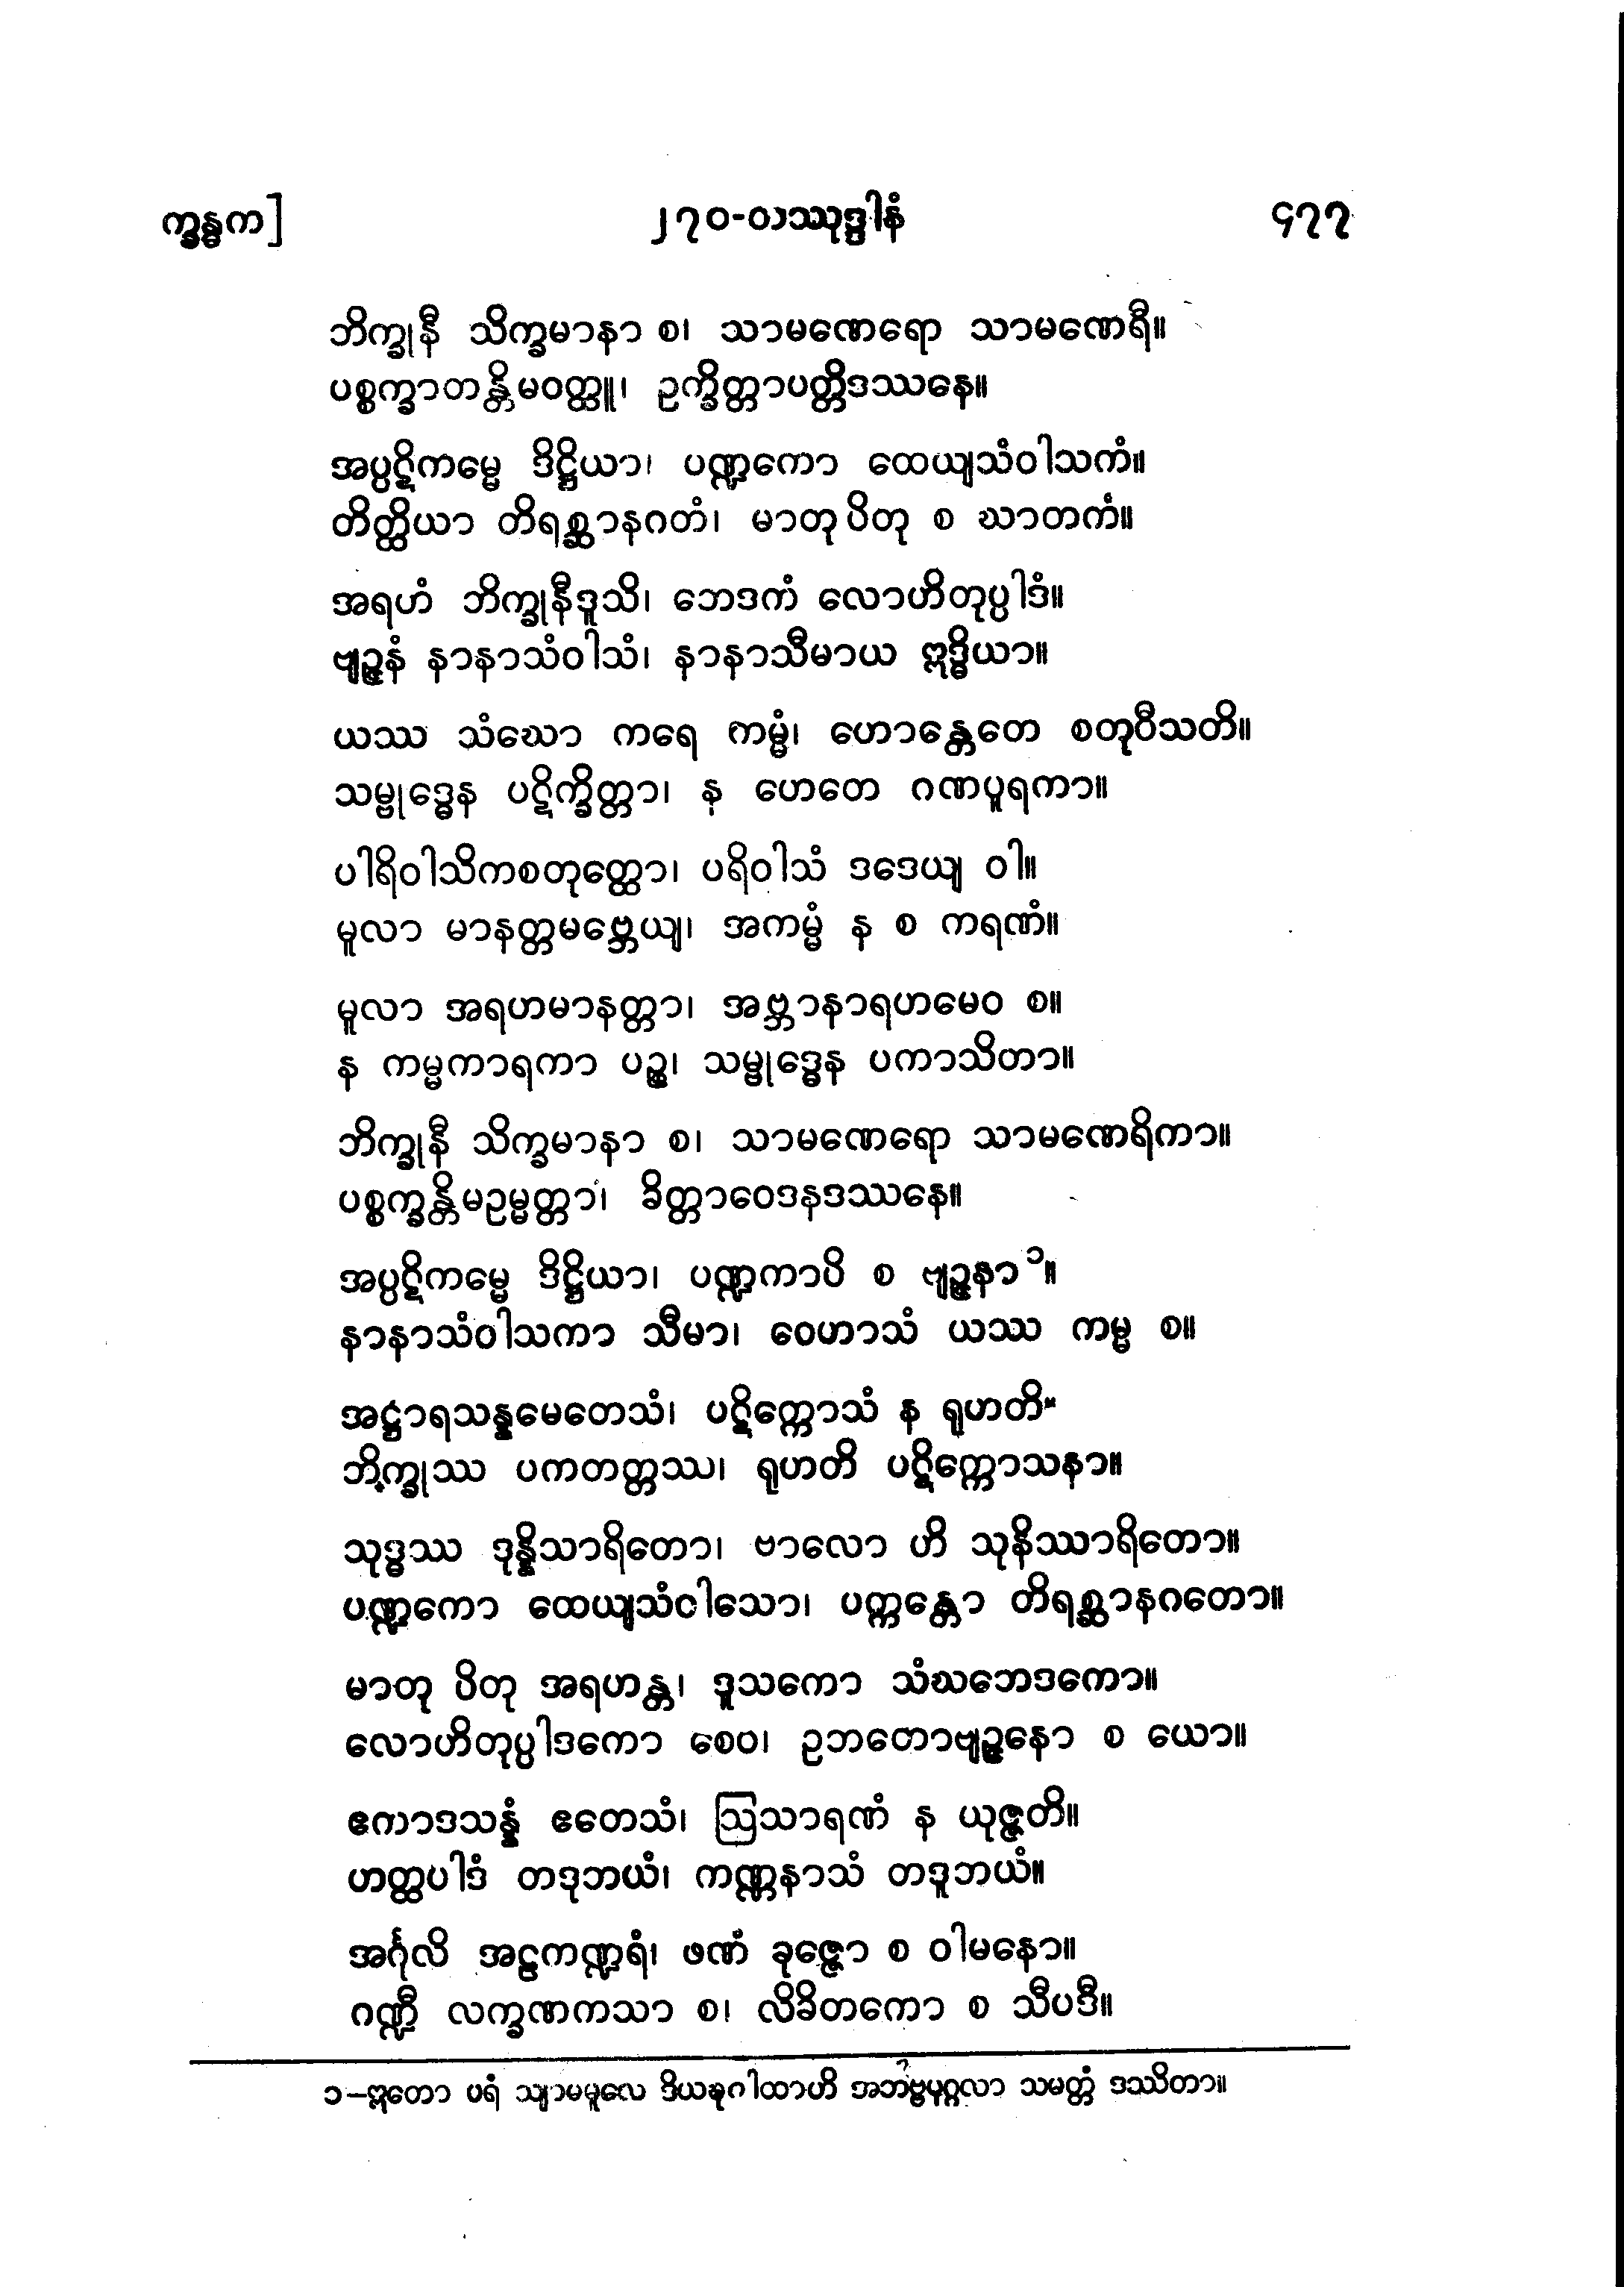 က္ခန္ဓက]
၂၇၀-တဿုဒ္ဒါနံ
၄၇၇
ဘိက္ခုနီ သိက္ခမာနာ စ၊ သာမဏေရော သာမဏေရီ။
ပစ္စက္ခာတန္တိမဝတ္ထူ၊ ဥက္ခိတ္တာပတ္တိဒဿနေ။
အပ္ပဋိကမ္မေ ဒိဋ္ဌိယာ၊ ပဏ္ဍကော ထေယျသံဝါသကံ။
တိတ္ထိယာ တိရစ္ဆာနဂတံ၊ မာတု ပိတု စ ဃာတကံ။
အရဟံ ဘိက္ခုနီဒူသိ၊ ဘေဒကံ လောဟိတုပ္ပါဒံ။
ဗျဉ္ဇနံ နာနာသံဝါသံ၊ နာနာသီမာယ ဣဒ္ဓိယာ။
ယဿ သံဃော ကရေ ကမ္မံ၊ ဟောန္တေတေ စတုဝီသတိ။
သမ္ဗုဒ္ဓေန ပဋိက္ခိတ္တာ၊ န ဟေတေ ဂဏပူရကာ။
ပါရိဝါသိကစတုတ္ထော၊ ပရိဝါသံ ဒဒေယျ ဝါ။
မူလာ မာနတ္တမဗ္ဘေယျ၊ အကမ္မံ န စ ကရဏံ။
မူလာ အရဟမာနတ္တာ၊ အဗ္ဘာနာရဟမေဝ စ။
န ကမ္မကာရကာ ပဉ္စ၊ သမ္ဗုဒ္ဓေန ပကာသိတာ။
ဘိက္ခုနီ သိက္ခမာနာ စ၊ သာမဏေရော သာမဏေရိကာ။
ပစ္စက္ခန္တိမဥမ္မတ္တာ၊ ခိတ္တာဝေဒနဒဿနေ။
အပ္ပဋိကမ္မေ ဒိဋ္ဌိယာ၊ ပဏ္ဍကာပိ စ ဗျဉ္ဇနာ ၁။
နာနာသံဝါသကာ သီမာ၊ ဝေဟာသံ ယဿ ကမ္မ စ။
အဋ္ဌာရသန္နမေတေသံ၊ ပဋိက္ကောသံ န ရုဟတိ။
ဘိက္ခုဿ ပကတတ္တဿ၊ ရုဟတိ ပဋိက္ကောသနာ။
သုဒ္ဓဿ ဒုန္နိသာရိတော၊ ဗာလော ဟိ သုနိဿာရိတော။
ပဏ္ဍကော ထေယျသံဝါသော၊ ပက္ကန္တော တိရစ္ဆာနဂတော။
မာတု ပိတု အရဟန္တ၊ ဒူသကော သံဃဘေဒကော။
လောဟိတုပ္ပါဒကော စေဝ၊ ဥဘတောဗျဉ္ဇနော စ ယော။
ဧကာဒသန္နံ ဧတေသံ၊ ဩသာရဏံ န ယုဇ္ဇတိ။
ဟတ္ထပါဒံ တဒုဘယံ၊ ကဏ္ဏနာသံ တဒူဘယံ။
အင်္ဂုလိ အဠကဏ္ဍရံ၊ ဖဏံ ခုဇ္ဇော စ ဝါမနော။
ဂဏ္ဍီ လက္ခဏကသာ စ၊ လိခိတကော စ သီပဒီ။
၁–ဣတော ပရံ သျာမမူလေ ဒိယဍ္ဎဂါထာဟိ အဘဗ္ဗပုဂ္ဂလာ သမတ္တံ ဒဿိတာ။